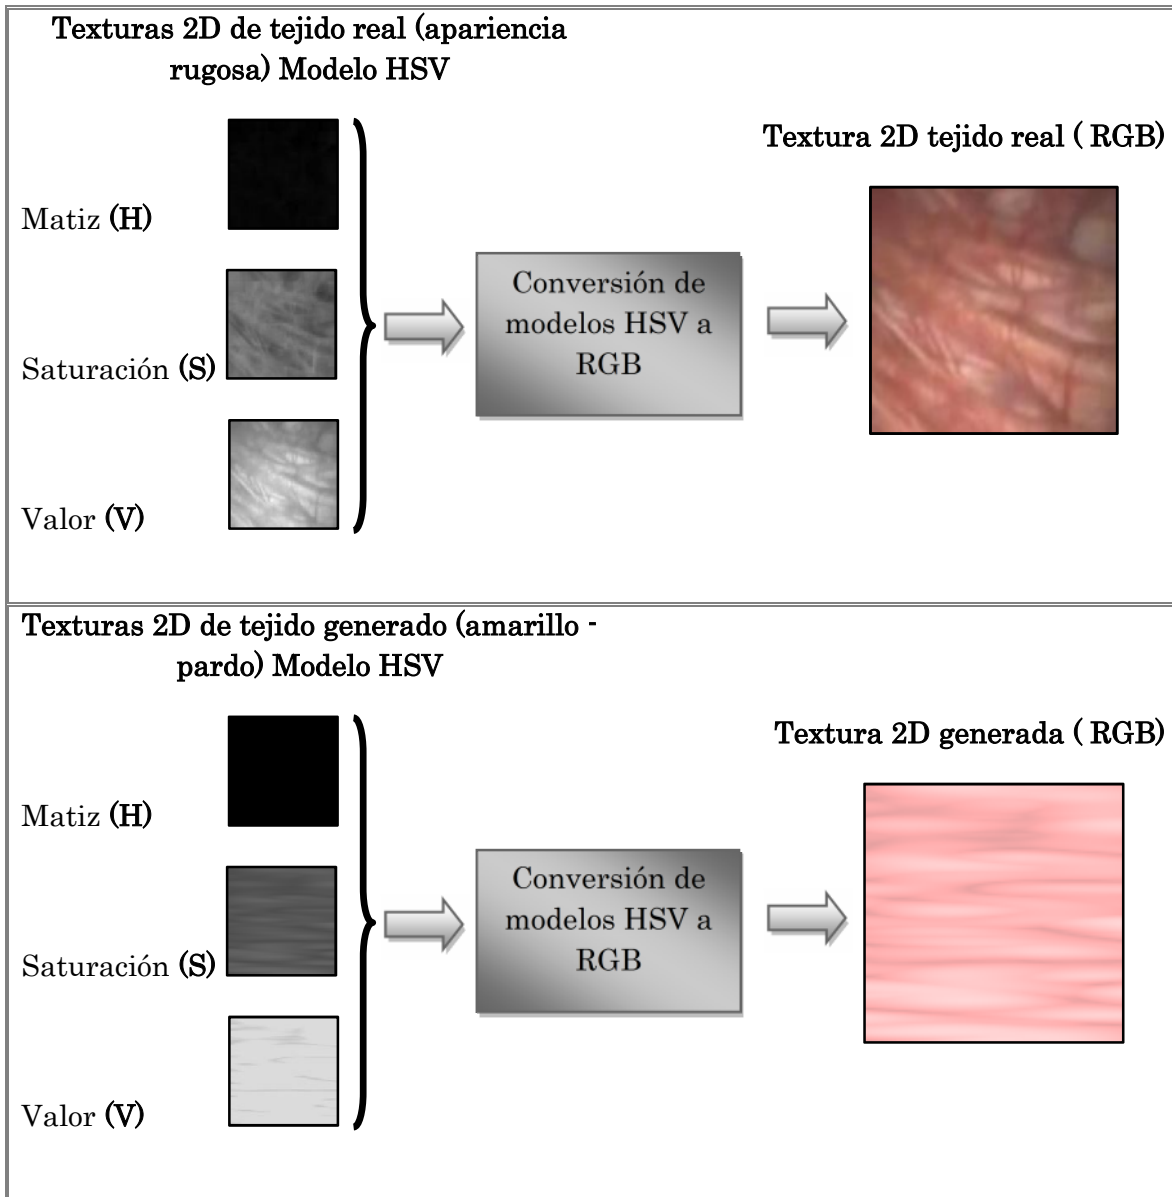 Texturas 2D de tejido real (apariencia
rugosa) Modelo HSV
Textura 2D tejido real ( RGB)
Matiz (H)
Saturación (S)
Valor (V)
Conversión de
modelos HSV a
RGB
Texturas 2D de tejido generado (amarillo -
pardo) Modelo HSV
Textura 2D generada ( RGB)
Matiz (H)
Saturación (S)
Valor (V)
Conversión de
modelos HSV a
RGB